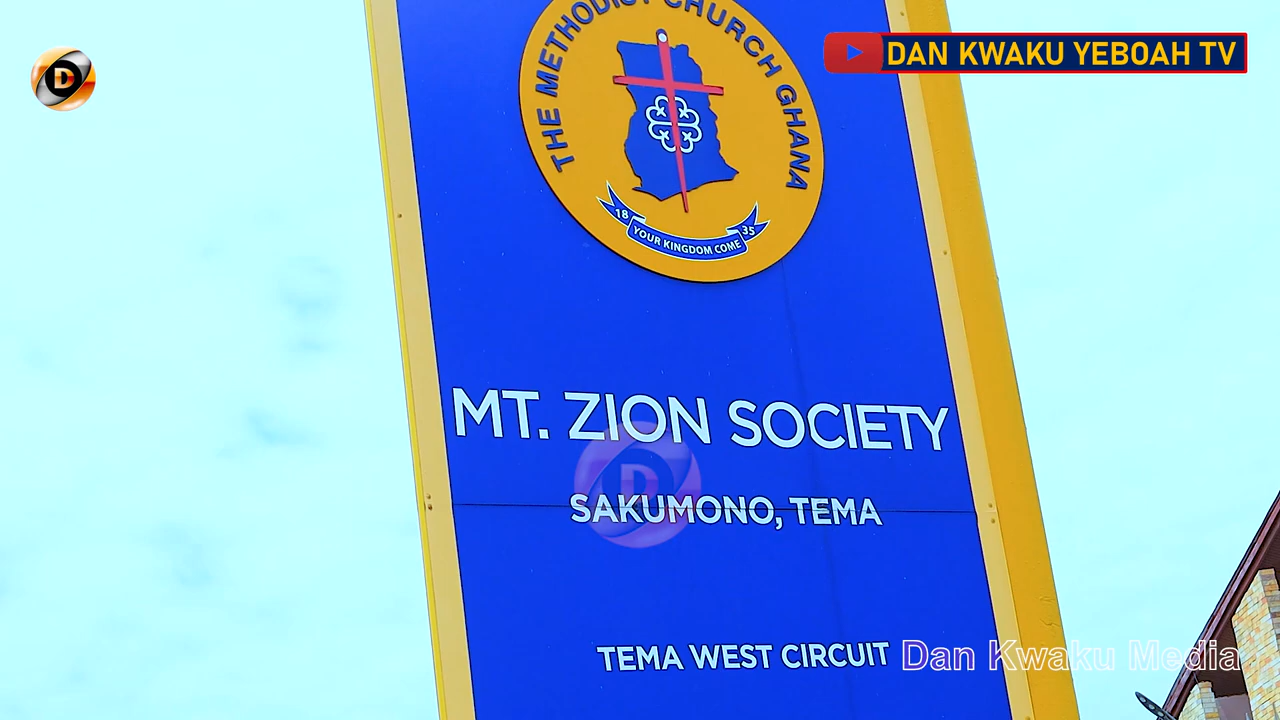 D
DAN KWAKU YEBOAH TV
THE METHODIST CHURCH GHANA
18 35
YOUR KINGDOM COME
MT. ZION SOCIETY
D
SAKUMONO, TEMA
TEMA WEST CIRCUIT
Dan Kwaku Media